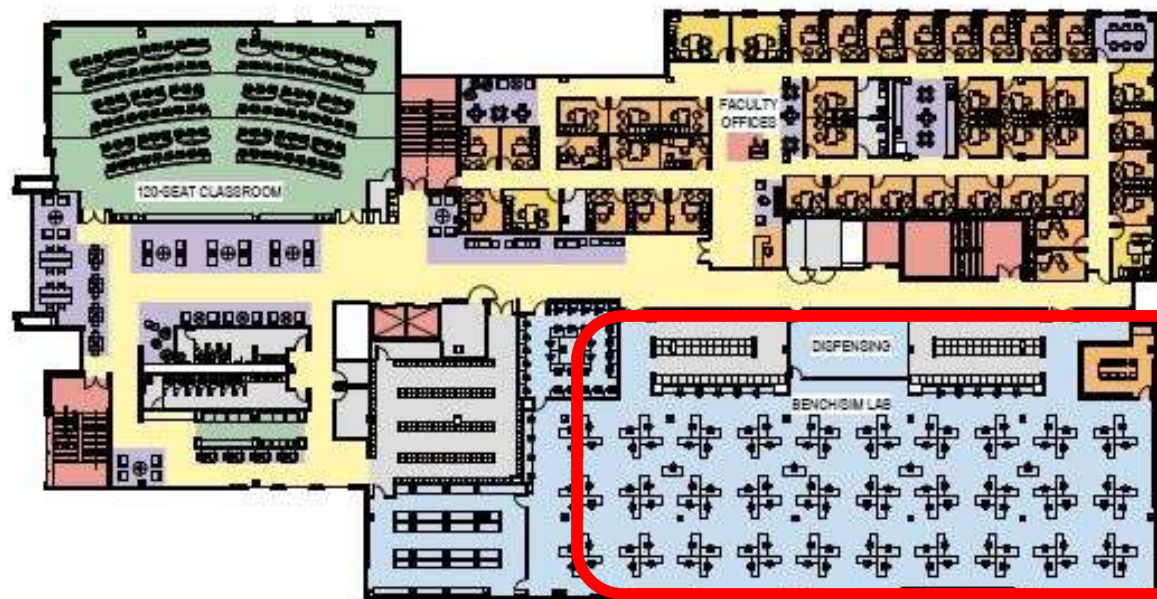 FACULTY
OFFICES
120-SEAT CLASSROOM
DISPENSING
BENCH/SIM LAB